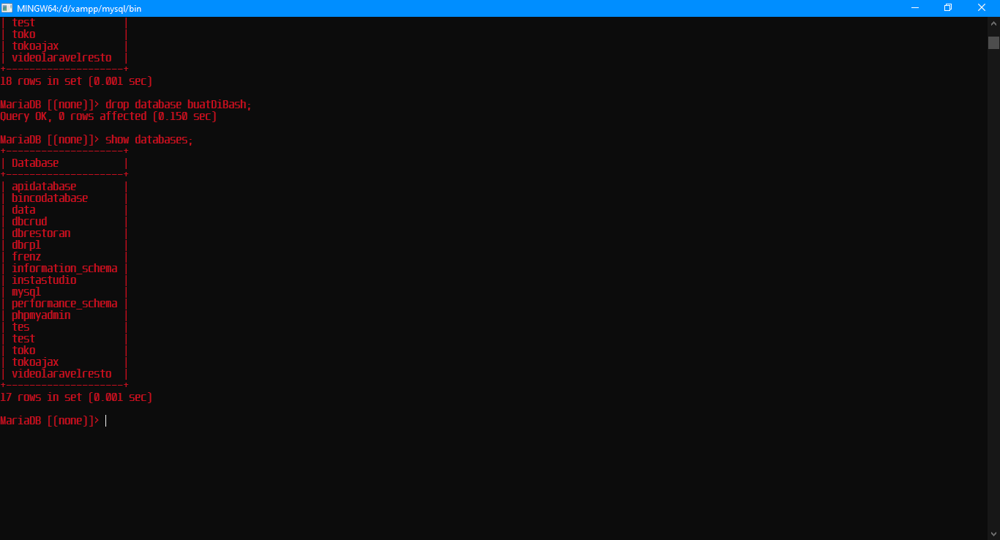 MINGW64:/d/xampp/mysql/bin
| test               |
| toko               |
| tokoajax           |
| videolaravelresto  |
+--------------------+
18 rows in set (0.001 sec)
MariaDB [(none)]> drop database buatDiBash;
Query OK, 0 rows affected (0.150 sec)
MariaDB [(none)]> show databases;
+--------------------+
| Database           |
+--------------------+
| apidatabase        |
| bincodatabase      |
| data               |
| dbcrud             |
| dbrestoran         |
| dbrpl              |
| frenz              |
| information_schema |
| instastudio        |
| mysql              |
| performance_schema |
| phpmyadmin         |
| tes                |
| test               |
| toko               |
| tokoajax           |
| videolaravelresto  |
+--------------------+
17 rows in set (0.001 sec)
MariaDB [(none)]>